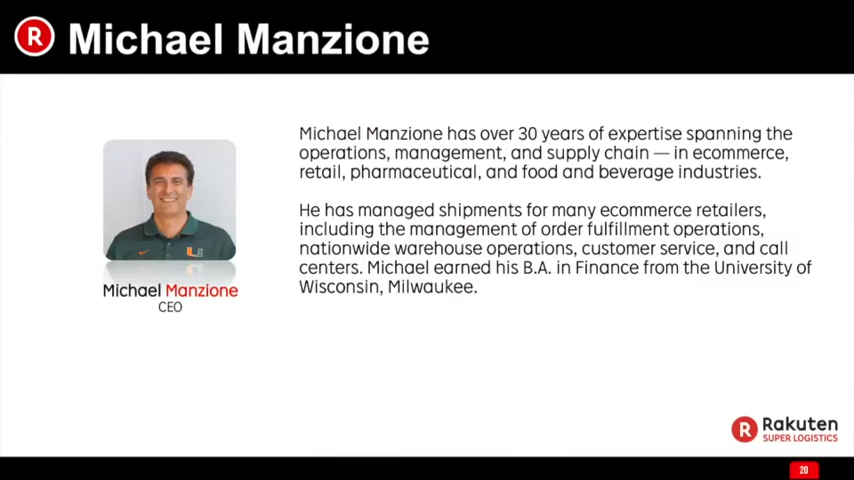 R Michael Manzione
Michael Manzione has over 30 years of expertise spanning the
operations, management, and supply chain — in ecommerce,
retail, pharmaceutical, and food and beverage industries.
He has managed shipments for many ecommerce retailers,
including the management of order fulfillment operations,
nationwide warehouse operations, customer service, and call
centers. Michael earned his B.A. in Finance from the University of
Wisconsin, Milwaukee.
Michael Manzione
CEO
R Rakuten
SUPER LOGISTICS
20